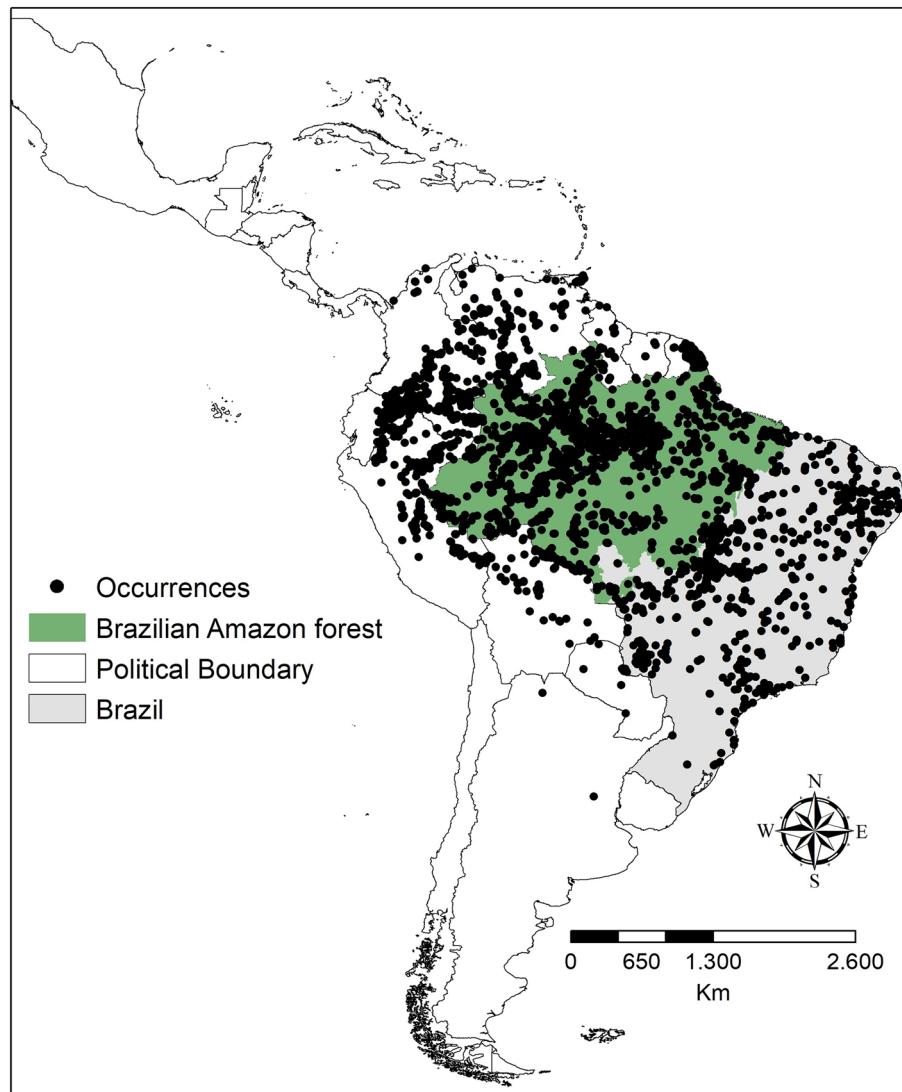 Occurrences
Brazilian Amazon forest
Political Boundary
Brazil
N
W E
S
0 650 1.300 2.600
Km